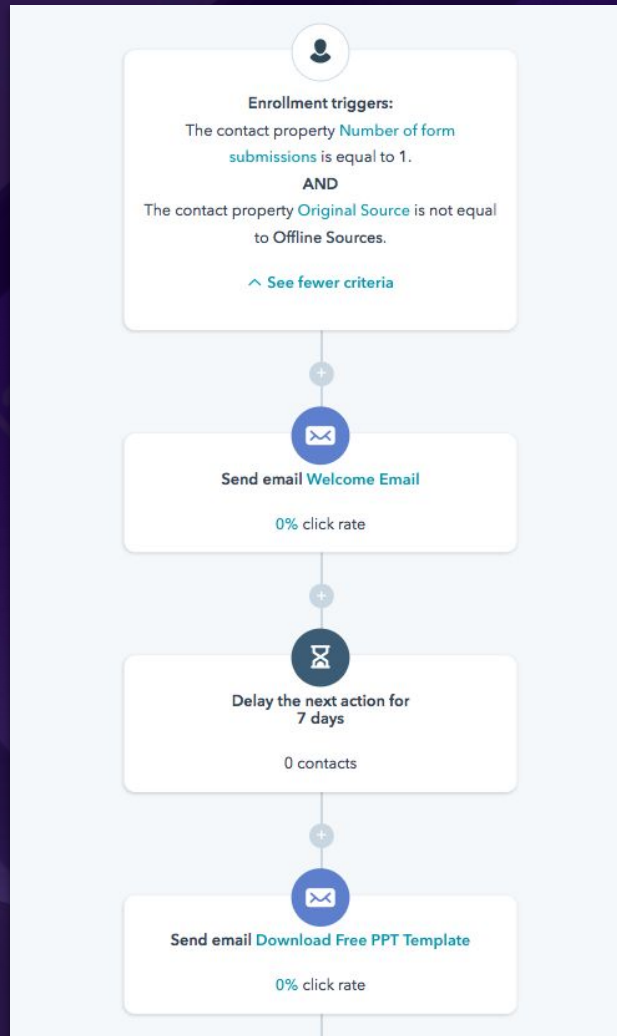 Enrollment triggers:
The contact property Number of form
submissions is equal to 1.
AND
The contact property Original Source is not equal
to Offline Sources.
See fewer criteria
Send email Welcome Email
0% click rate
Delay the next action for
7 days
0 contacts
Send email Download Free PPT Template
0% click rate